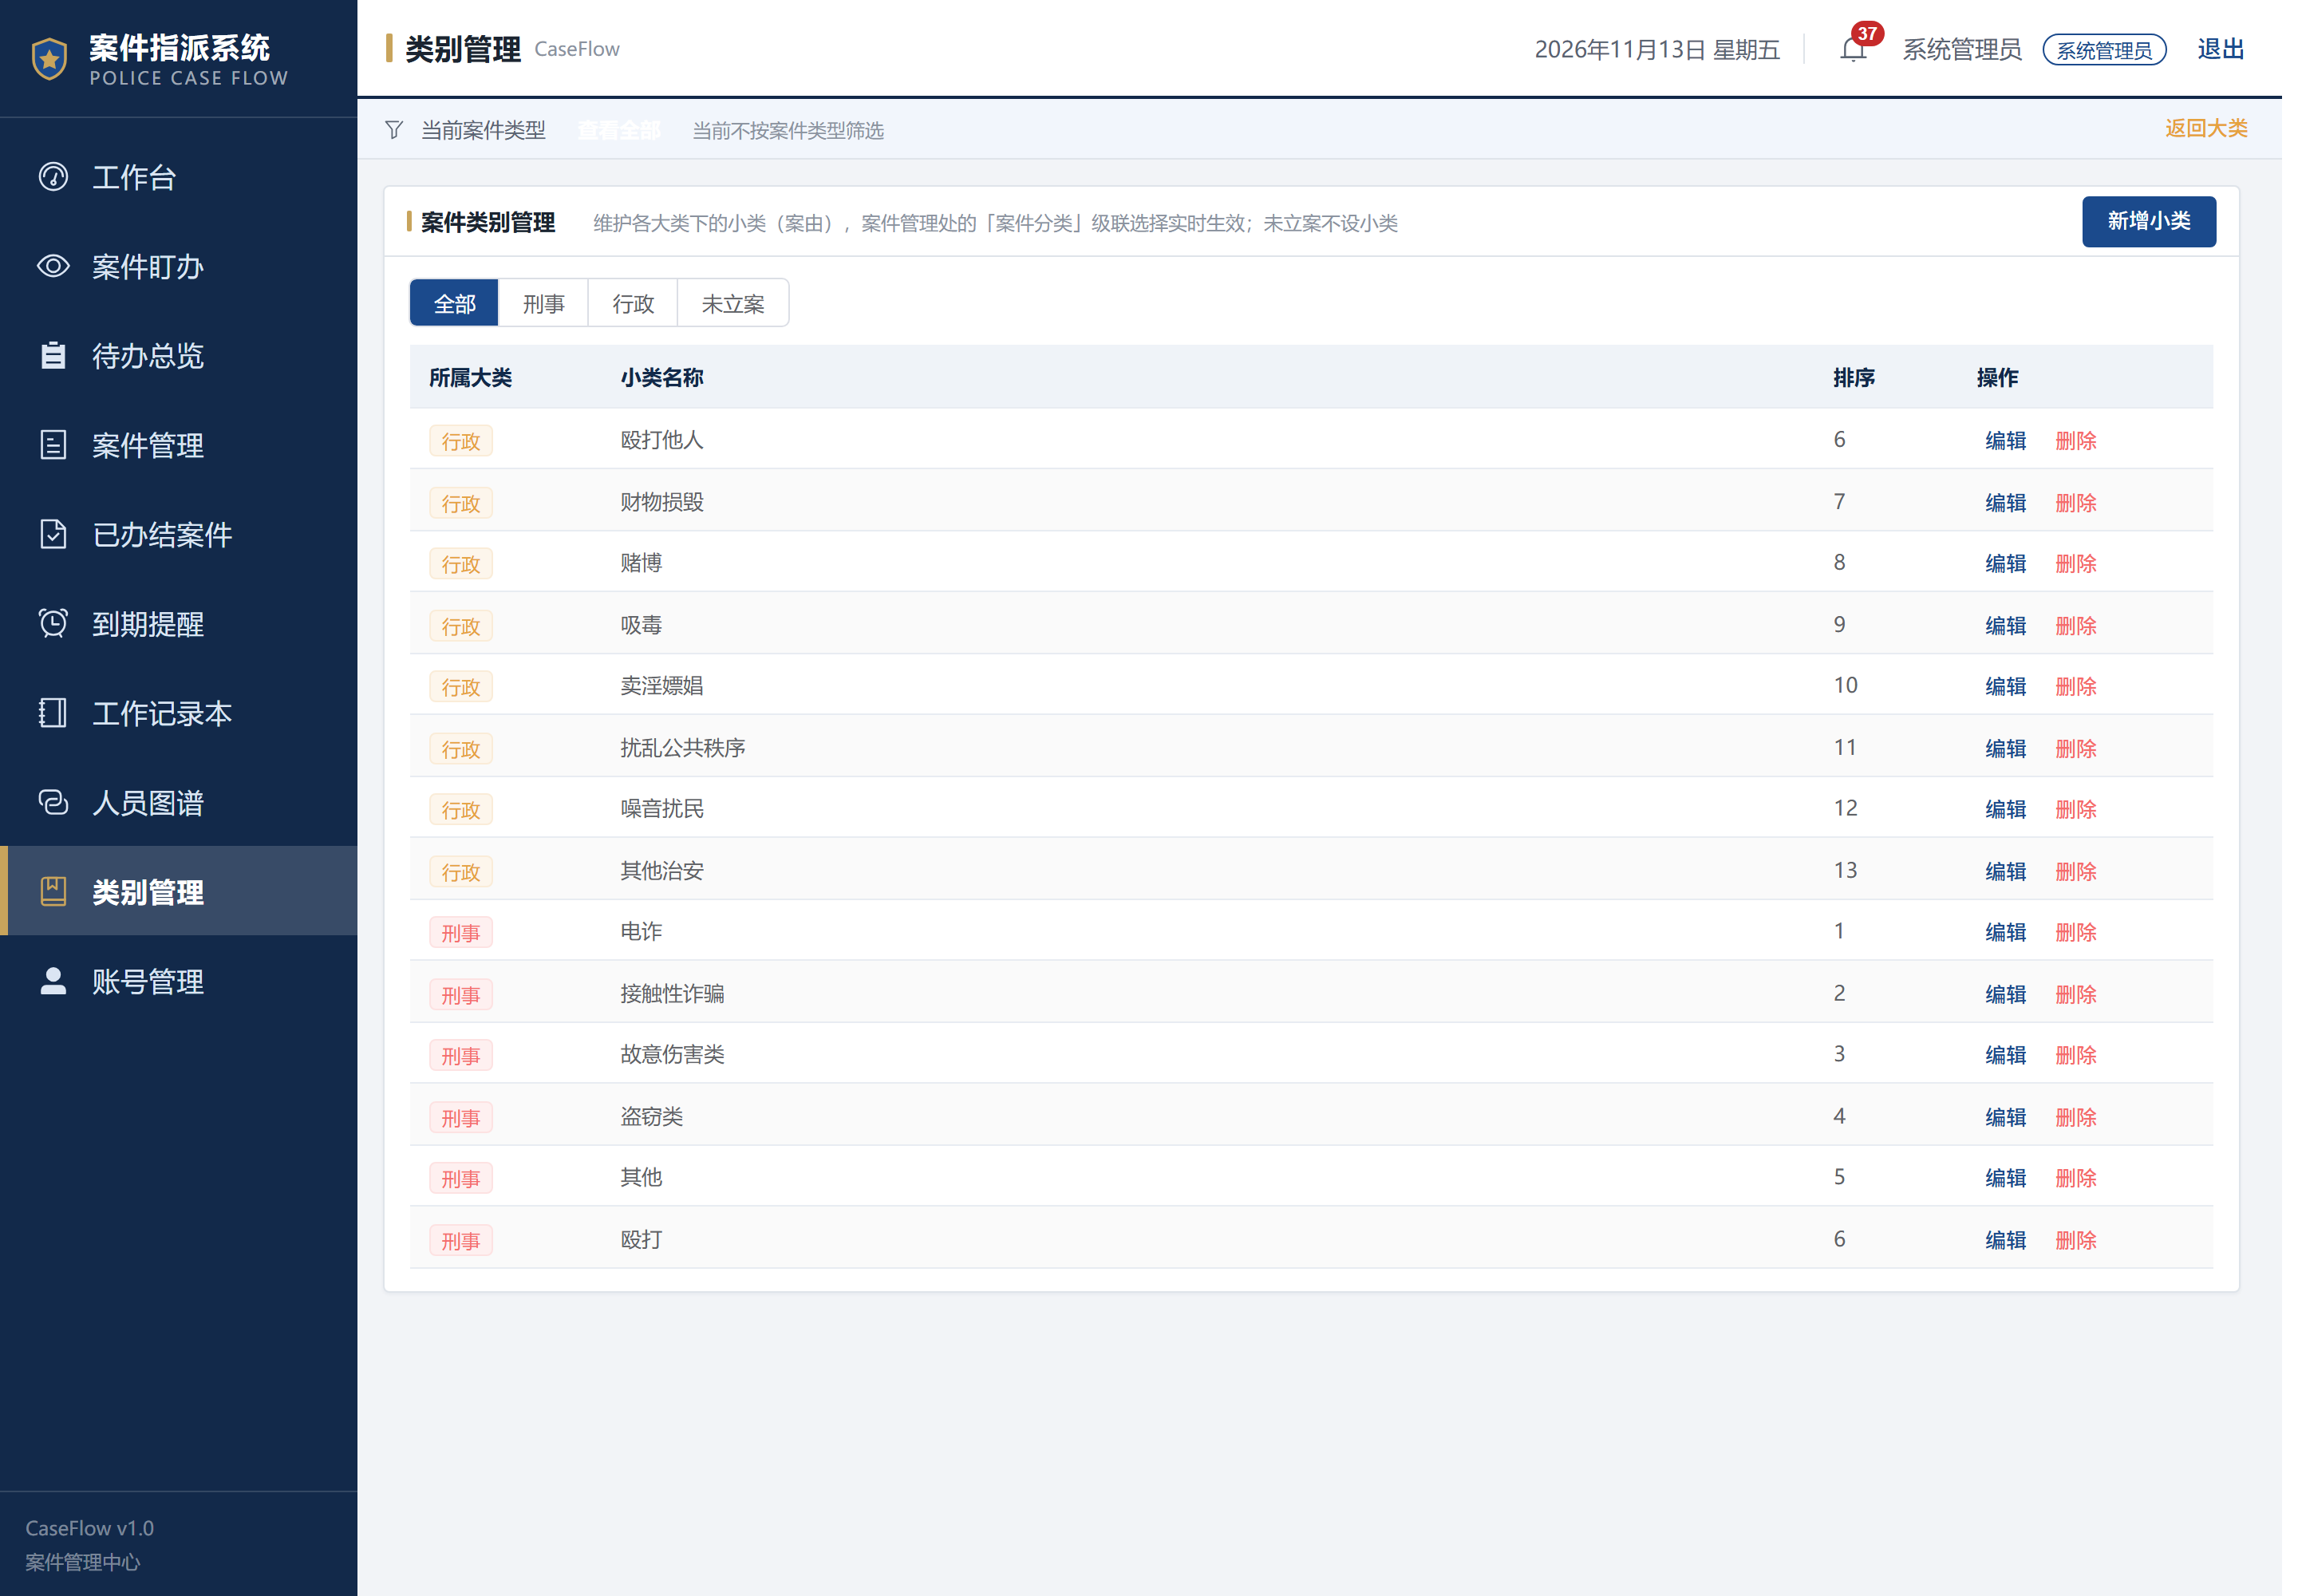 案件指派系统
POLICE CASE FLOW
工作台
案件盯办
待办总览
案件管理
已办结案件
到期提醒
工作记录本
人员图谱
类别管理
账号管理
CaseFlow v1.0
案件管理中心
类别管理 CaseFlow 2026年11月13日 星期五 37 系统管理员 系统管理员 退出
当前案件类型 查看全部 当前不按案件类型筛选 返回大类
案件类别管理 维护各大类下的小类（案由），案件管理处的「案件分类」级联选择实时生效；未立案不设小类 新增小类
全部 刑事 行政 未立案
所属大类 小类名称 排序 操作
行政 殴打他人 6 编辑 删除
行政 财物损毁 7 编辑 删除
行政 赌博 8 编辑 删除
行政 吸毒 9 编辑 删除
行政 卖淫嫖娼 10 编辑 删除
行政 扰乱公共秩序 11 编辑 删除
行政 噪音扰民 12 编辑 删除
行政 其他治安 13 编辑 删除
刑事 电诈 1 编辑 删除
刑事 接触性诈骗 2 编辑 删除
刑事 故意伤害类 3 编辑 删除
刑事 盗窃类 4 编辑 删除
刑事 其他 5 编辑 删除
刑事 殴打 6 编辑 删除